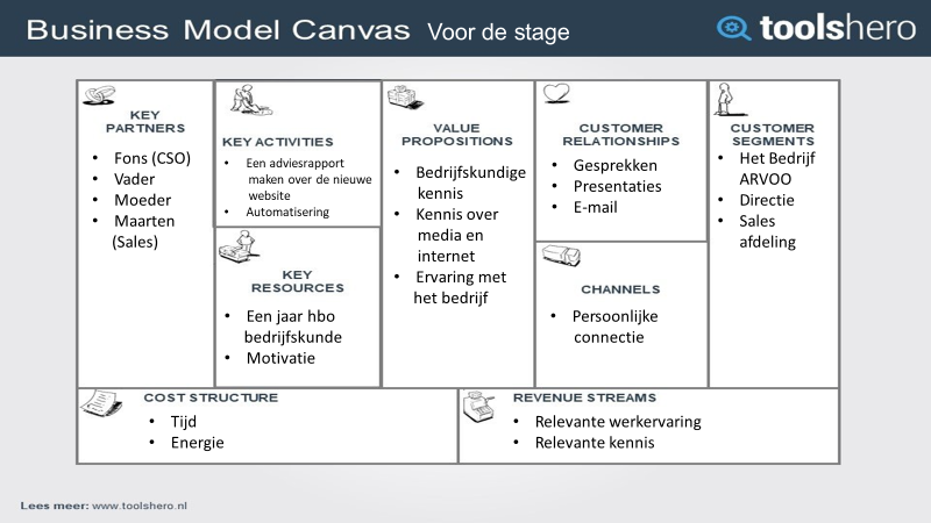 Business Model Canvas Voor de stage
toolshero
KEY
PARTNERS
• Fons (CSO)
• Vader
• Moeder
• Maarten
(Sales)
KEY ACTIVITIES
• Een adviesrapport
maken over de nieuwe
website
• Automatisering
KEY
RESOURCES
• Een jaar hbo
bedrijfskunde
• Motivatie
VALUE
PROPOSITIONS
• Bedrijfskundige
kennis
• Kennis over
media en
internet
• Ervaring met
het bedrijf
CUSTOMER
RELATIONSHIPS
• Gesprekken
• Presentaties
• E-mail
CHANNELS
• Persoonlijke
connectie
CUSTOMER
SEGMENTS
• Het Bedrijf
ARVOO
• Directie
• Sales
afdeling
COST STRUCTURE
• Tijd
• Energie
REVENUE STREAMS
• Relevante werkervaring
• Relevante kennis
Lees meer: www.toolshero.nl